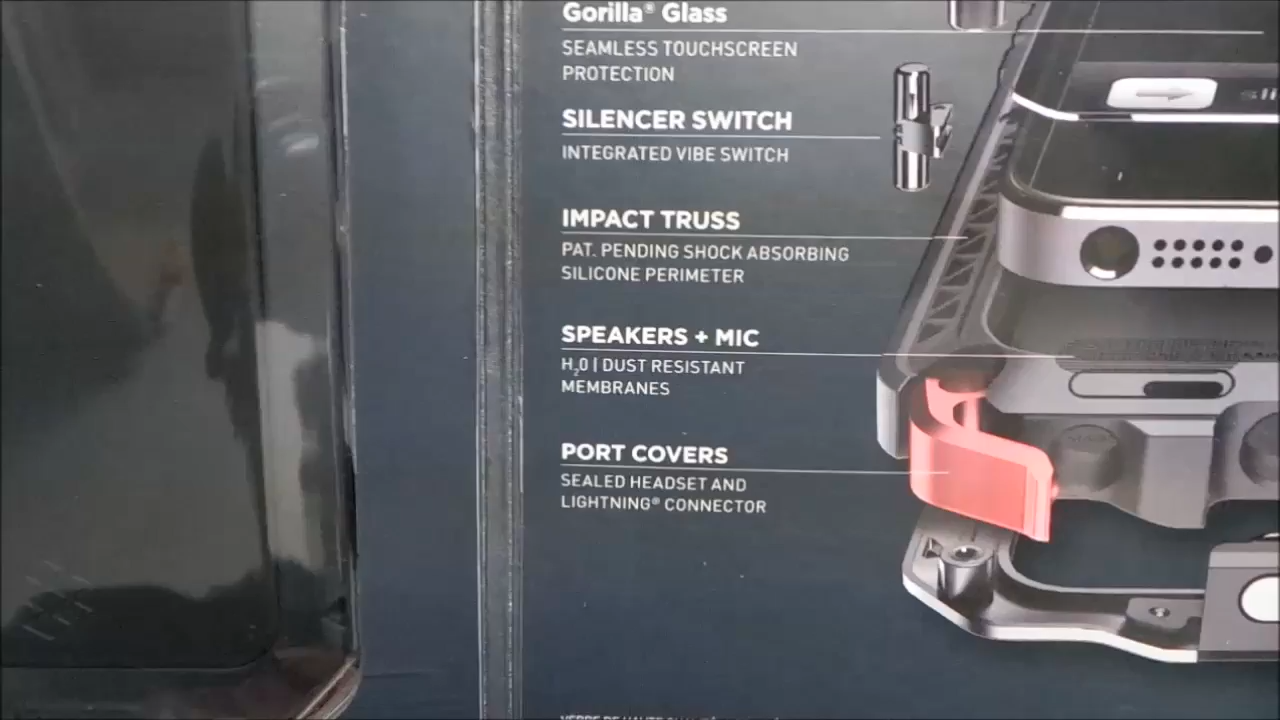 Gorilla® Glass
SEAMLESS TOUCHSCREEN
PROTECTION
SILENCER SWITCH
INTEGRATED VIBE SWITCH
IMPACT TRUSS
PAT. PENDING SHOCK ABSORBING
SILICONE PERIMETER
SPEAKERS + MIC
H₂0 | DUST RESISTANT
MEMBRANES
PORT COVERS
SEALED HEADSET AND
LIGHTNING® CONNECTOR